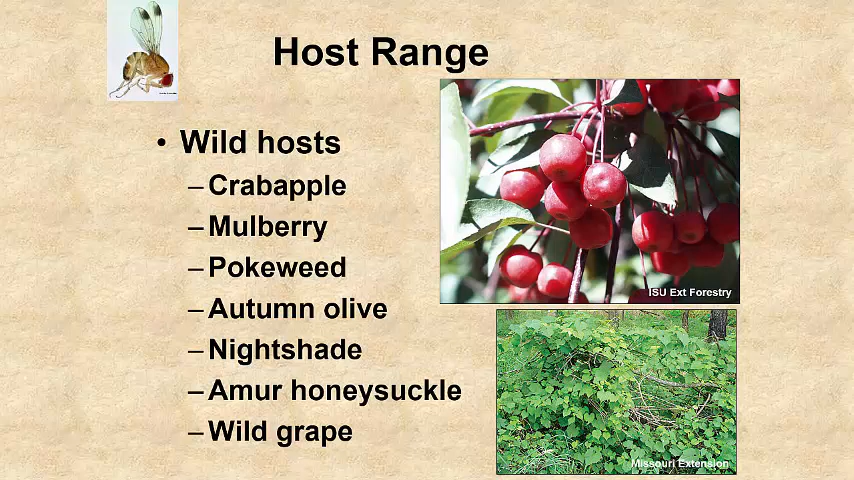 Host Range
• Wild hosts
–Crabapple
–Mulberry
–Pokeweed
–Autumn olive
–Nightshade
–Amur honeysuckle
–Wild grape
ISU Ext Forestry
Missouri Extension